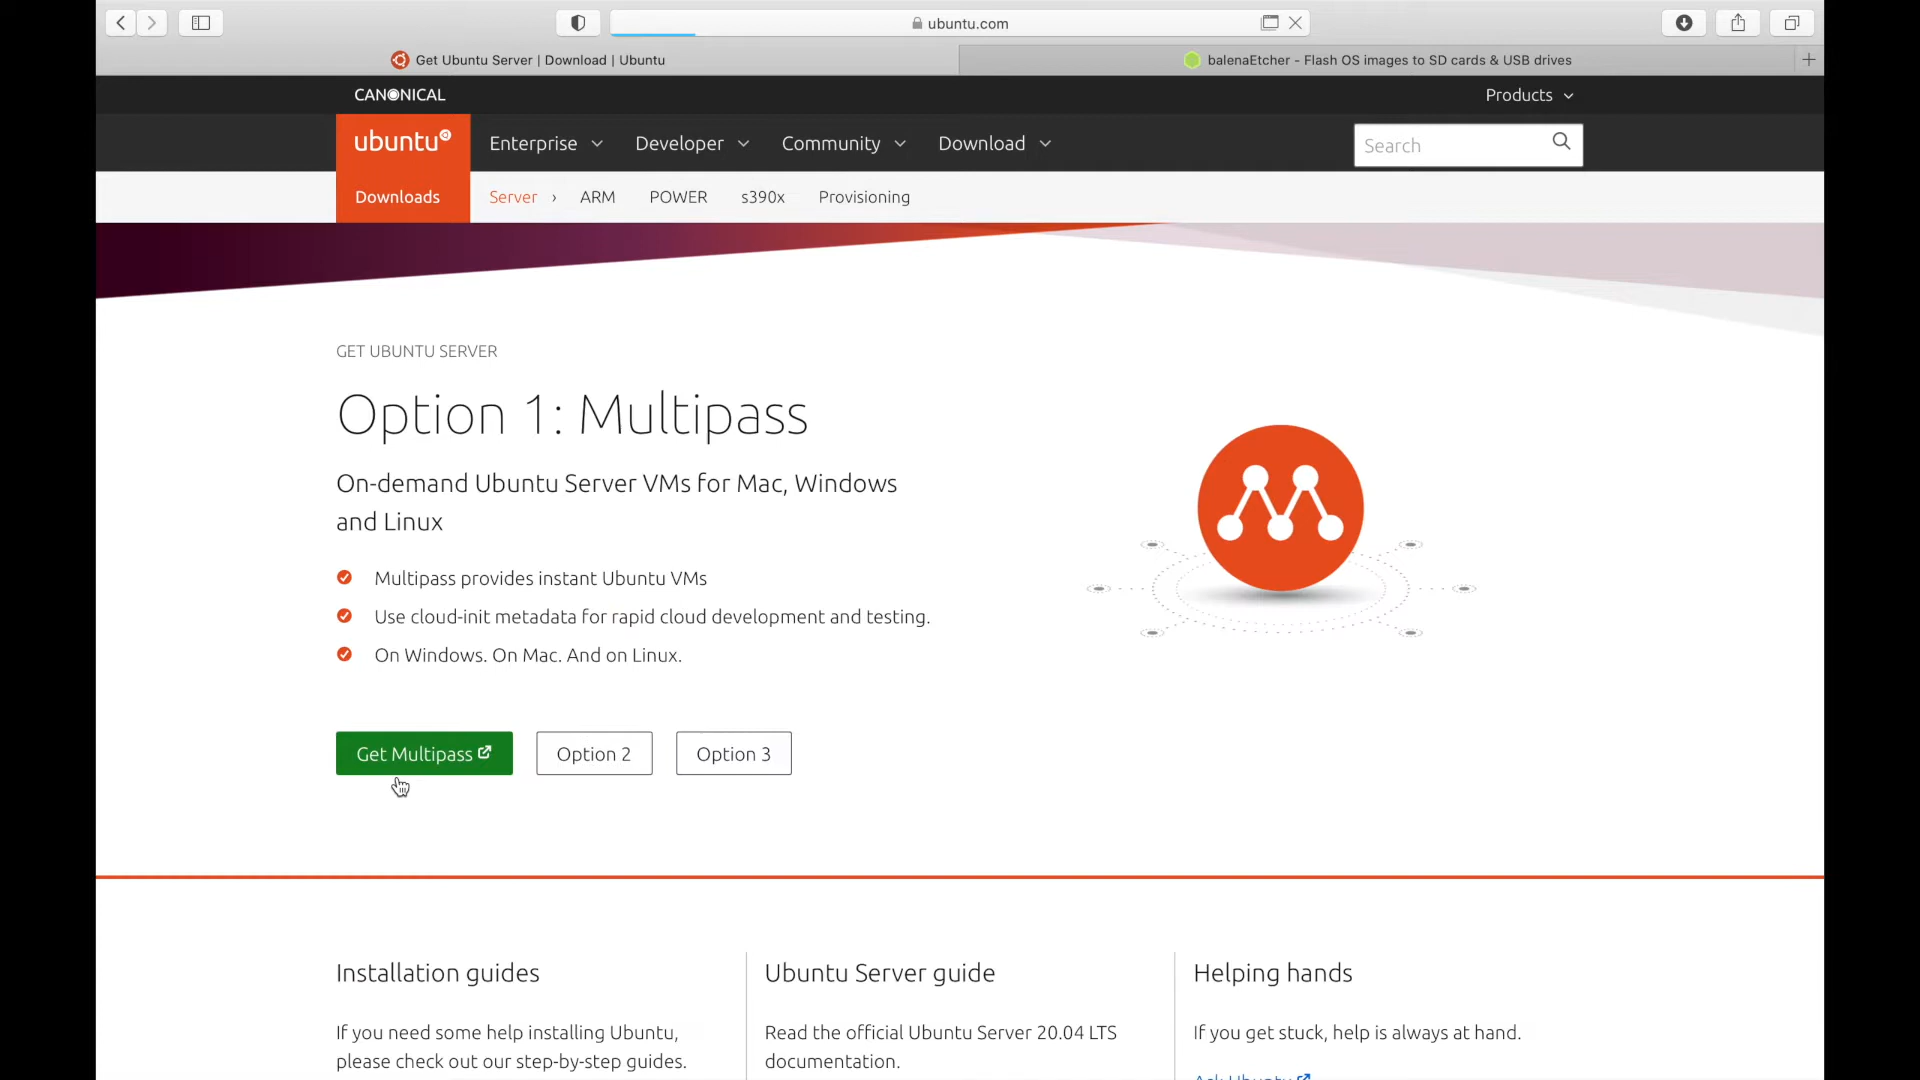 ubuntu.com
Get Ubuntu Server | Download | Ubuntu
balenaEtcher - Flash OS images to SD cards & USB drives
CANONICAL
Products
ubuntu
Enterprise
Developer
Community
Download
Search
Downloads
Server
ARM
POWER
s390x
Provisioning
GET UBUNTU SERVER
Option 1: Multipass
On-demand Ubuntu Server VMs for Mac, Windows
and Linux
Multipass provides instant Ubuntu VMs
Use cloud-init metadata for rapid cloud development and testing.
On Windows. On Mac. And on Linux.
Get Multipass
Option 2
Option 3
Installation guides
If you need some help installing Ubuntu,
please check out our step-by-step guides.
Ubuntu Server guide
Read the official Ubuntu Server 20.04 LTS
documentation.
Helping hands
If you get stuck, help is always at hand.
Ask Ubuntu